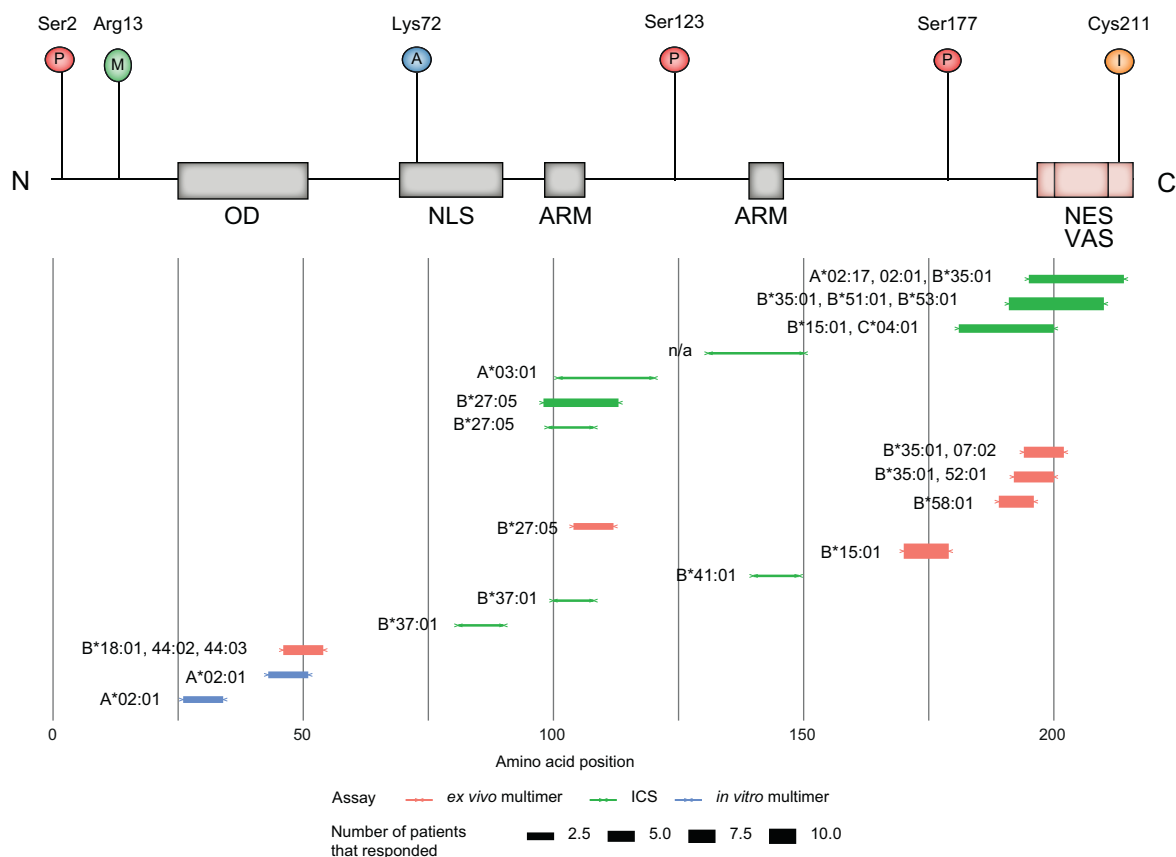 Ser2 Arg13 Lys72 Ser123 Ser177 Cys211
P M A P P I
N C
OD NLS ARM ARM NES
VAS
A*02:17, 02:01, B*35:01
B*35:01, B*51:01, B*53:01
B*15:01, C*04:01
n/a
A*03:01
B*27:05
B*27:05
B*35:01, 07:02
B*35:01, 52:01
B*58:01
B*27:05
B*15:01
B*41:01
B*37:01
B*37:01
B*18:01, 44:02, 44:03
A*02:01
A*02:01
0 50 100 150 200
Amino acid position
Assay ex vivo multimer ICS in vitro multimer
Number of patients
that responded 2.5 5.0 7.5 10.0